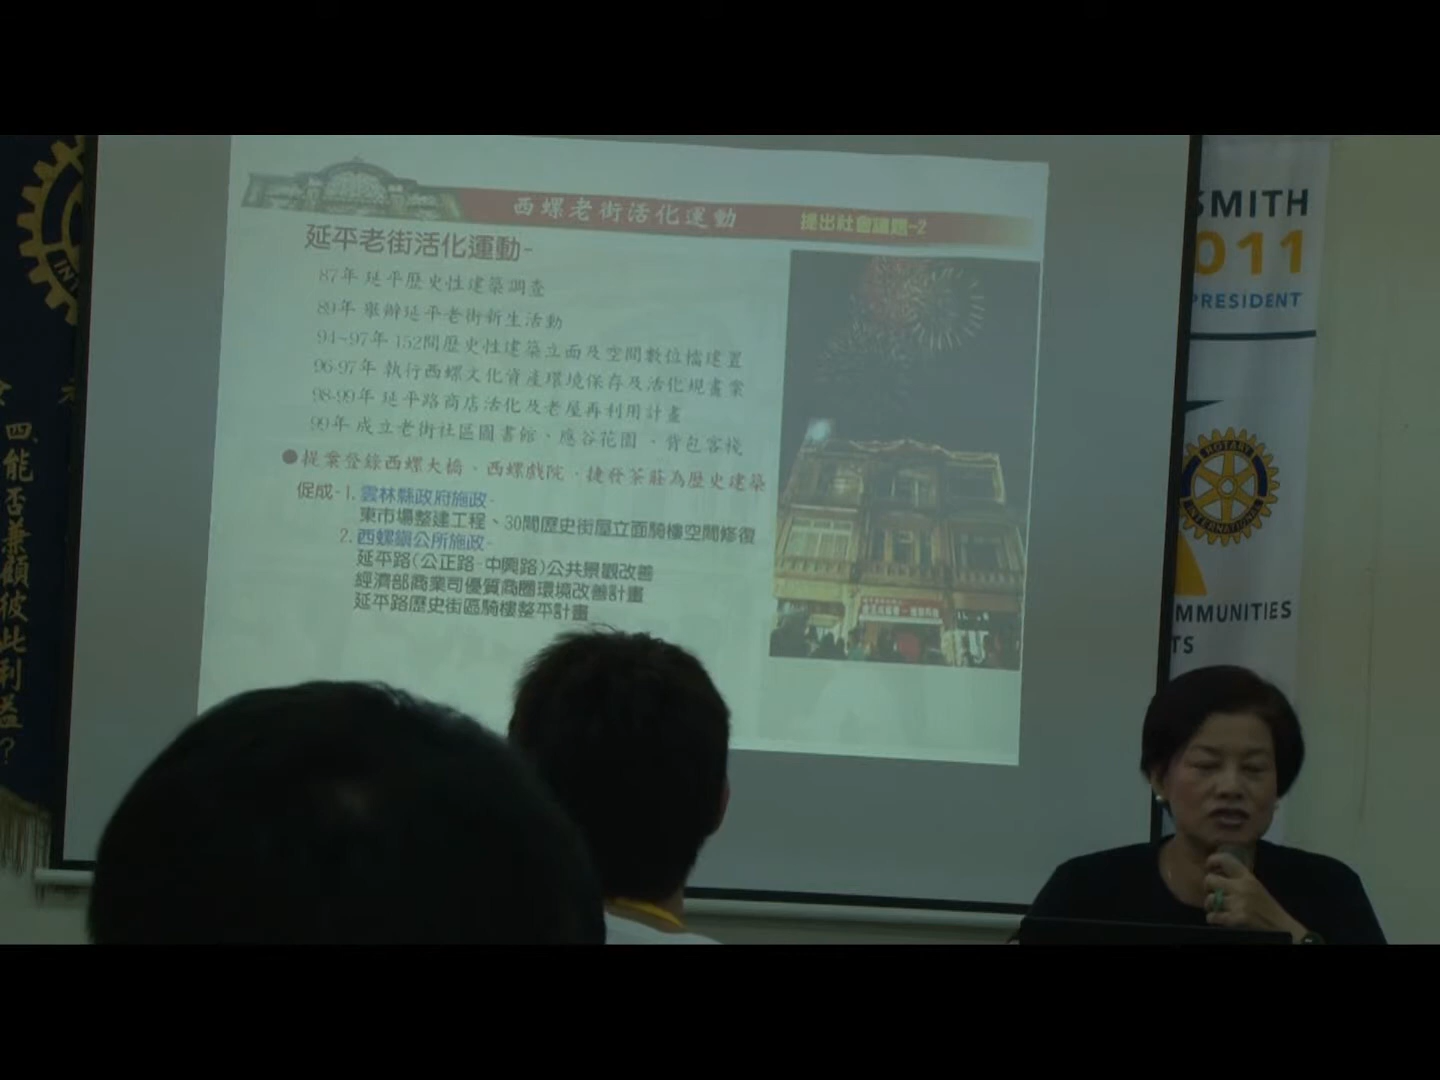 西螺老街活化運動 提出社會議題-2
延平老街活化運動-
87年 延平歷史性建築調查
89年 舉辦延平老街新生活動
94~97年 152間歷史性建築立面及空間數位檔建置
96-97年 執行西螺文化資產環境保存及活化規畫案
98-99年 延平路商店活化及老屋再利用計畫
99年 成立老街社區圖書館、應谷花園、背包客棧
●提案登錄西螺大橋、西螺戲院、捷發茶莊為歷史建築
促成-1.雲林縣政府施政-
東市場整建工程、30間歷史街屋立面騎樓空間修復
2.西螺鎮公所施政-
延平路(公正路-中興路)公共景觀改善
經濟部商業司優質商圈環境改善計畫
延平路歷史街區騎樓整平計畫
四、能否兼顧彼此利益？
SMITH
011
PRESIDENT
ROTARY
INTERNATIONAL
MMUNITIES
TS